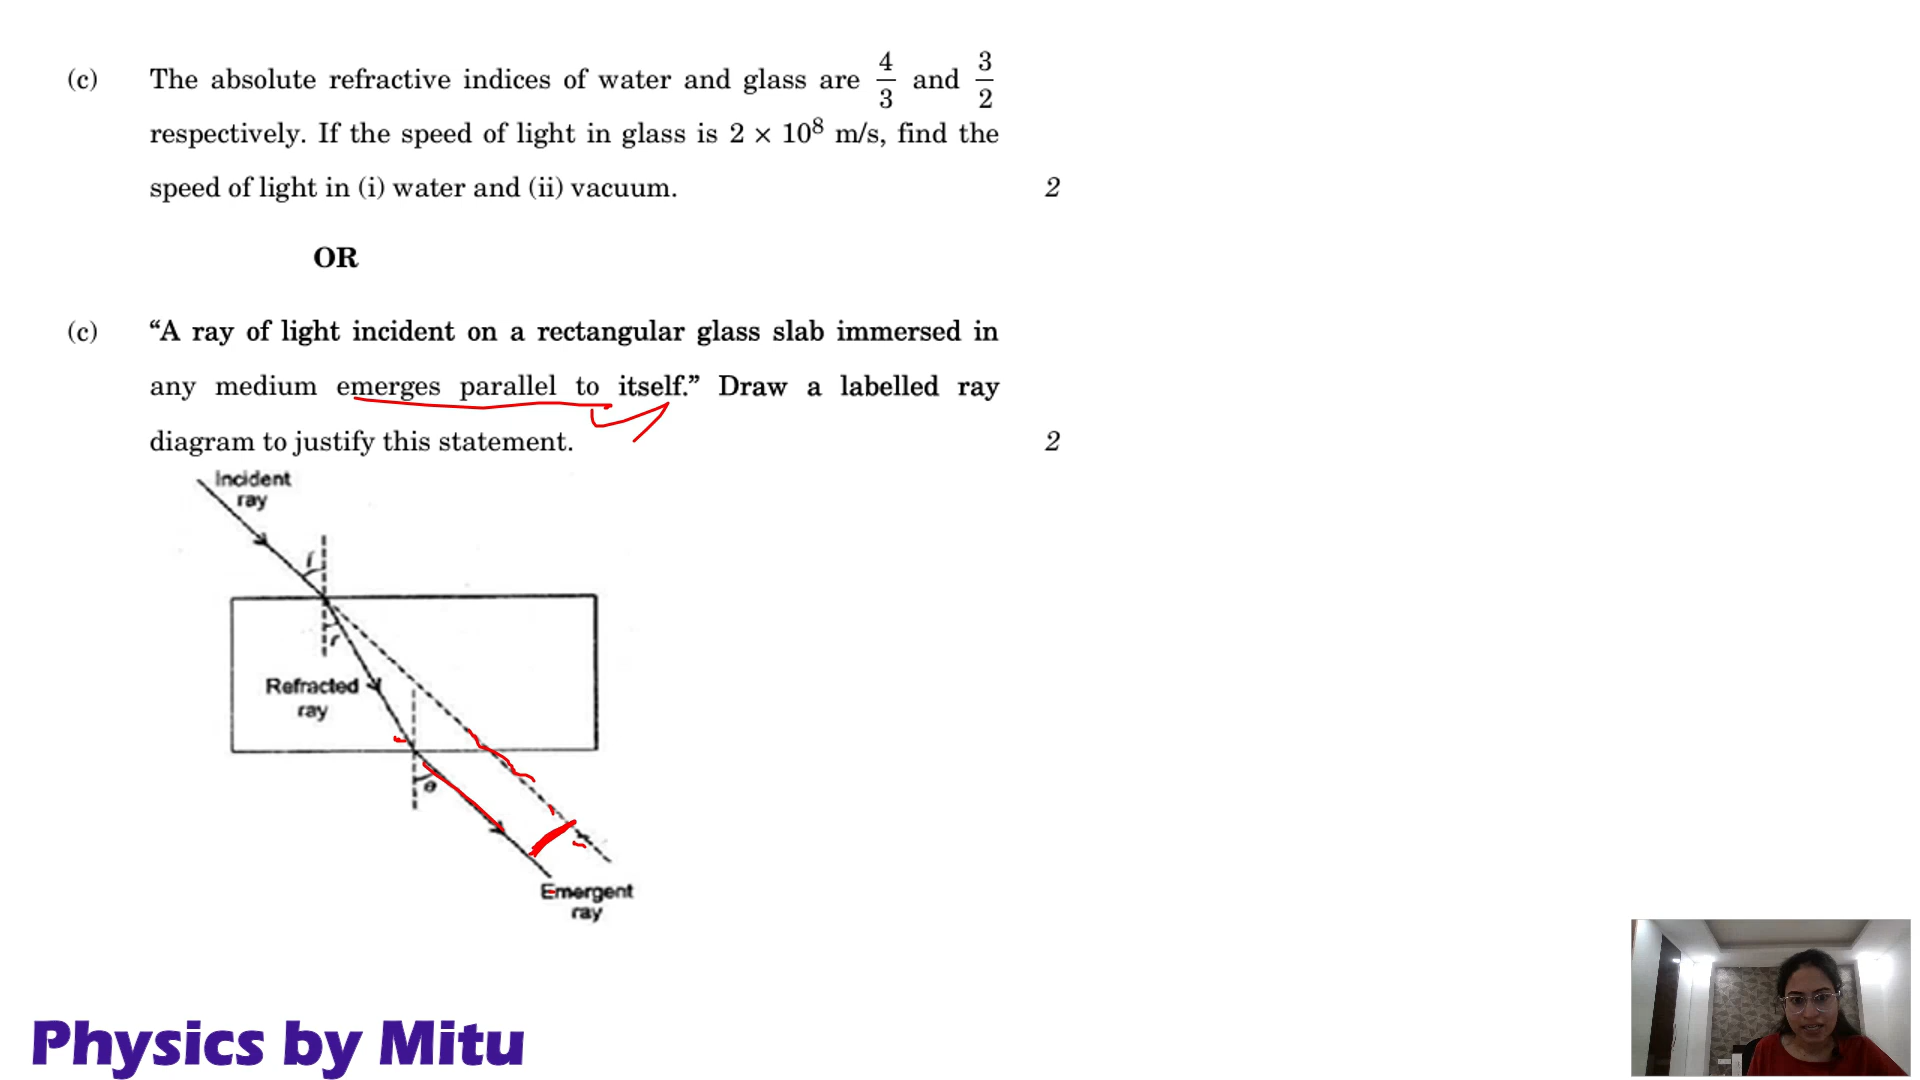 (c) The absolute refractive indices of water and glass are 4/3 and 3/2
respectively. If the speed of light in glass is 2 × 10⁸ m/s, find the
speed of light in (i) water and (ii) vacuum. 2
OR
(c) “A ray of light incident on a rectangular glass slab immersed in
any medium emerges parallel to itself.” Draw a labelled ray
diagram to justify this statement. 2
Incident
ray
i
r
Refracted
ray
e
Emergent
ray
Physics by Mitu